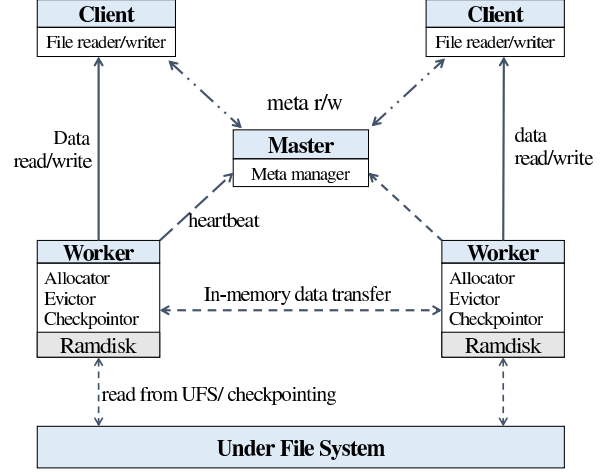 Client
File reader/writer
Client
File reader/writer
meta r/w
Data
read/write
data
read/write
Master
Meta manager
heartbeat
Worker
Allocator
Evictor
Checkpointor
Ramdisk
In-memory data transfer
Worker
Allocator
Evictor
Checkpointor
Ramdisk
read from UFS/ checkpointing
Under File System